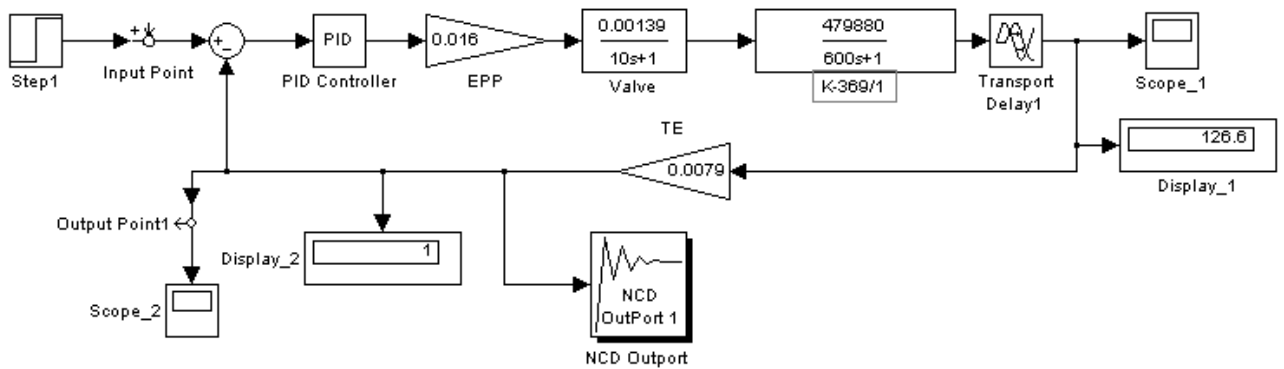 Step1
+
Input Point
+
-
PID
PID Controller
0.016
EPP
0.00139
10s+1
Valve
479880
600s+1
K-369/1
Transport
Delay1
Scope_1
TE
0.0079
126.6
Display_1
Output Point1
Scope_2
Display_2
1
NCD
OutPort 1
NCD Outport